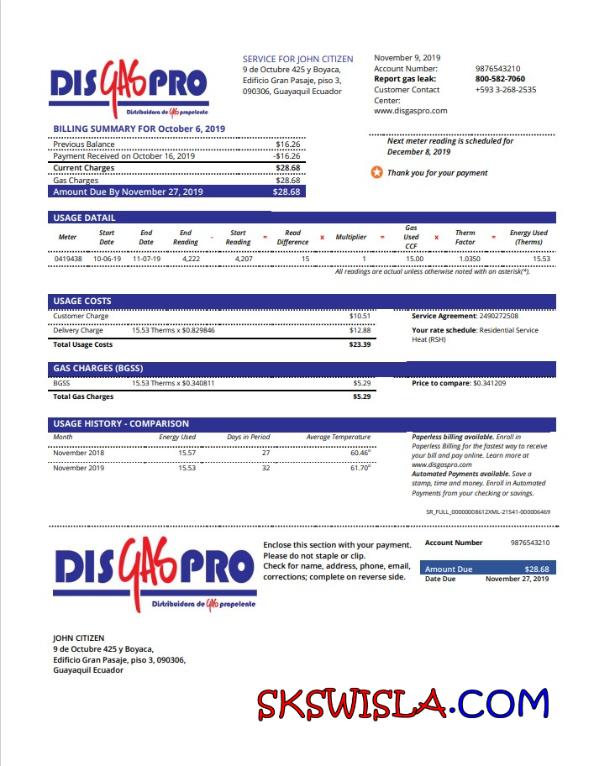 DISGASPRO
Distribuidora de Gas propelente
SERVICE FOR JOHN CITIZEN
9 de Octubre 425 y Boyaca,
Edificio Gran Pasaje, piso 3,
090306, Guayaquil Ecuador
November 9, 2019
Account Number: 9876543210
Report gas leak: 800-582-7060
Customer Contact +593 3-268-2535
Center:
www.disgaspro.com
BILLING SUMMARY FOR October 6, 2019
Previous Balance $16.26
Payment Received on October 16, 2019 -$16.26
Current Charges $28.68
Gas Charges $28.68
Amount Due By November 27, 2019 $28.68
Next meter reading is scheduled for
December 8, 2019
Thank you for your payment
USAGE DATAIL
Meter Start Date End Date End Reading - Start Reading = Read Difference x Multiplier = Gas Used CCF x Therm Factor = Energy Used (Therms)
0419438 10-06-19 11-07-19 4,222 4,207 15 1 15.00 1.0350 15.53
All readings are actual unless otherwise noted with an asterisk(*).
USAGE COSTS
Customer Charge $10.51
Delivery Charge 15.53 Therms x $0.829846 $12.88
Total Usage Costs $23.39
Service Agreement: 2490272508
Your rate schedule: Residential Service
Heat (RSH)
GAS CHARGES (BGSS)
BGSS 15.53 Therms x $0.340811 $5.29
Total Gas Charges $5.29
Price to compare: $0.341209
USAGE HISTORY - COMPARISON
Month Energy Used Days in Period Average Temperature
November 2018 15.57 27 60.46°
November 2019 15.53 32 61.70°
Paperless billing available. Enroll in
Paperless Billing for the fastest way to receive
your bill and pay online. Learn more at
www.disgaspro.com
Automated Payments available. Save a
stamp, time and money. Enroll in Automated
Payments from your checking or savings.
SR_FULL_00000008612XML-21541-000006469
DISGASPRO
Distribuidora de Gas propelente
Enclose this section with your payment.
Please do not staple or clip.
Check for name, address, phone, email,
corrections; complete on reverse side.
Account Number 9876543210
Amount Due $28.68
Date Due November 27, 2019
JOHN CITIZEN
9 de Octubre 425 y Boyaca,
Edificio Gran Pasaje, piso 3, 090306,
Guayaquil Ecuador
SKSWISLA.COM